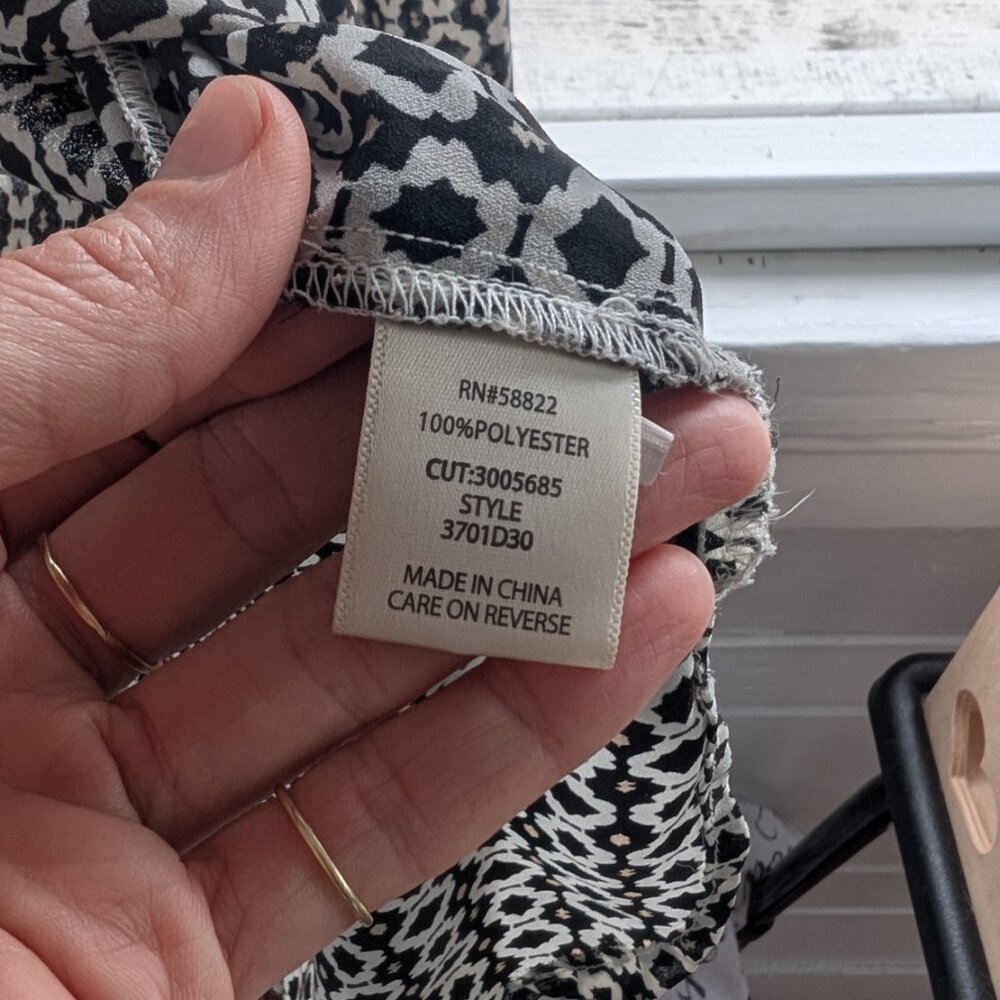 RN#58822
100%POLYESTER
CUT:3005685
STYLE
3701D30
MADE IN CHINA
CARE ON REVERSE